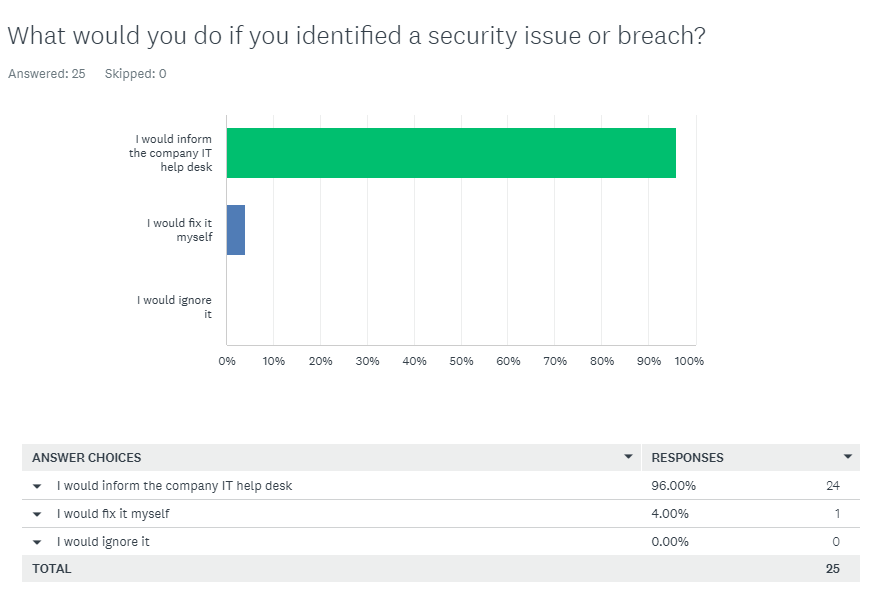 What would you do if you identified a security issue or breach?
Answered: 25 Skipped: 0
I would inform
the company IT
help desk
I would fix it
myself
I would ignore
it
0% 10% 20% 30% 40% 50% 60% 70% 80% 90% 100%
ANSWER CHOICES RESPONSES
I would inform the company IT help desk 96.00% 24
I would fix it myself 4.00% 1
I would ignore it 0.00% 0
TOTAL 25